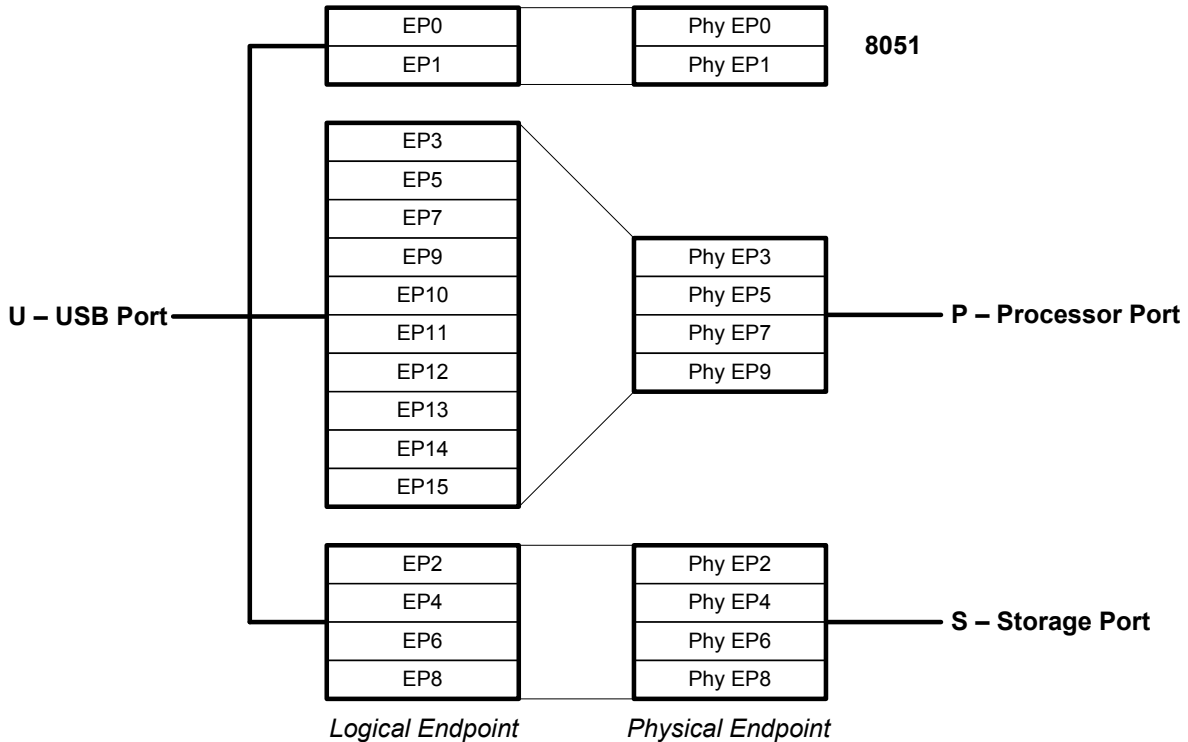 EP0
EP1
Phy EP0
Phy EP1
8051
EP3
EP5
EP7
EP9
EP10
EP11
EP12
EP13
EP14
EP15
U – USB Port
Phy EP3
Phy EP5
Phy EP7
Phy EP9
P – Processor Port
EP2
EP4
EP6
EP8
Phy EP2
Phy EP4
Phy EP6
Phy EP8
S – Storage Port
Logical Endpoint
Physical Endpoint